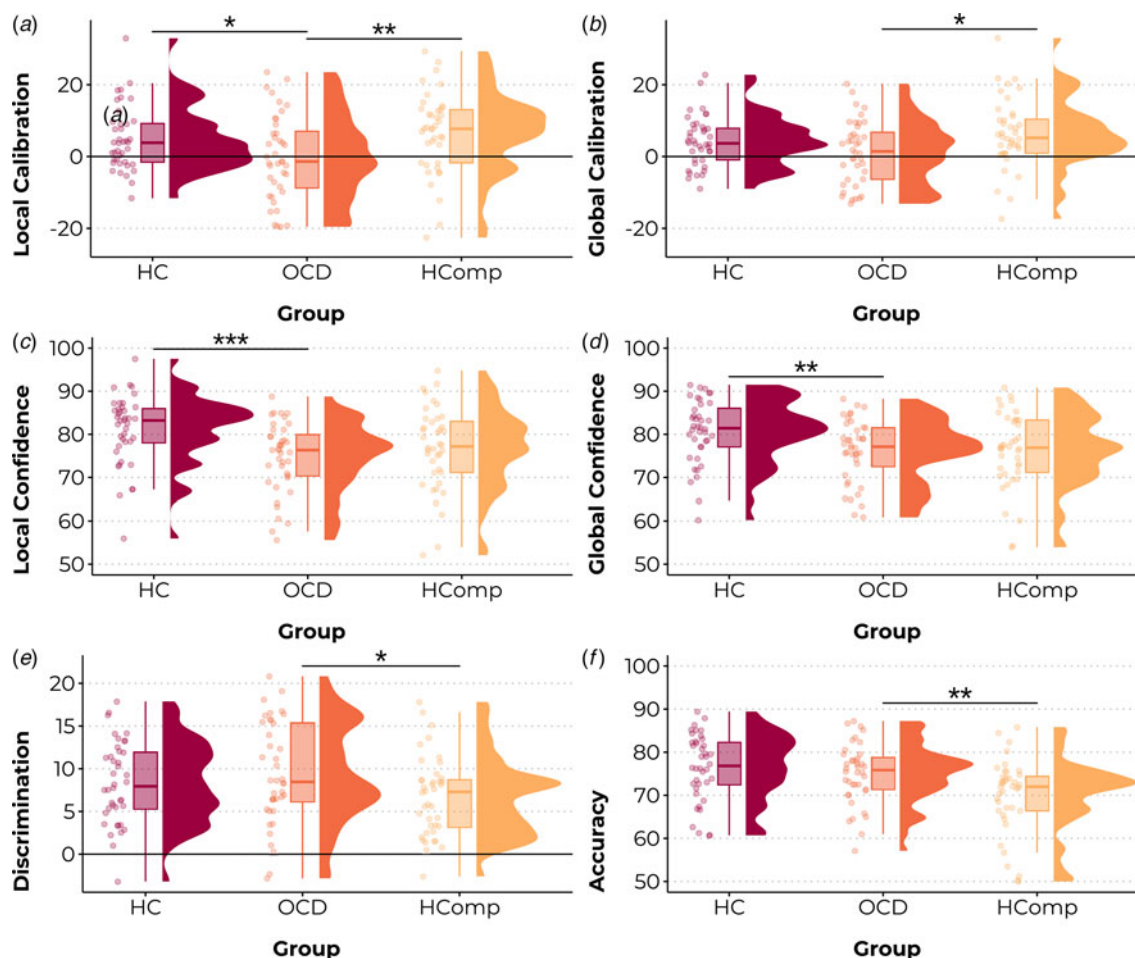 (a)
*
**
Local Calibration
20
0
-20
(a)
HC
OCD
HComp
Group
(b)
*
Global Calibration
20
0
-20
HC
OCD
HComp
Group
(c)
***
Local Confidence
100
90
80
70
60
50
HC
OCD
HComp
Group
(d)
**
Global Confidence
100
90
80
70
60
50
HC
OCD
HComp
Group
(e)
*
Discrimination
20
15
10
5
0
HC
OCD
HComp
Group
(f)
**
Accuracy
100
90
80
70
60
50
HC
OCD
HComp
Group